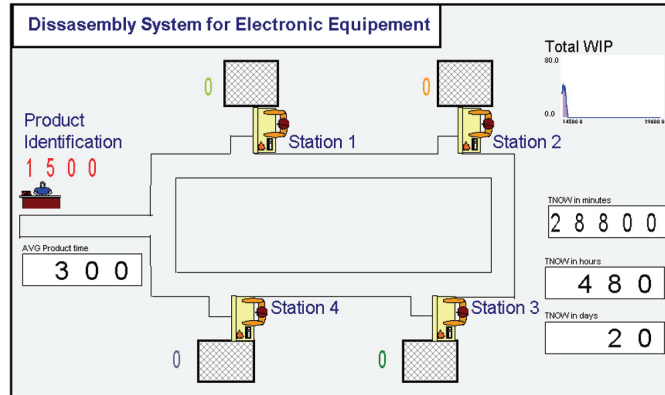 Dissasembly System for Electronic Equipement
Total WIP
80.0
0.0
Product
Identification
1 5 0 0
0
Station 1
0
Station 2
TNOW in minutes
2 8 8 0 0
AVG Product time
3 0 0
TNOW in hours
4 8 0
TNOW in days
2 0
Station 4
0
Station 3
0